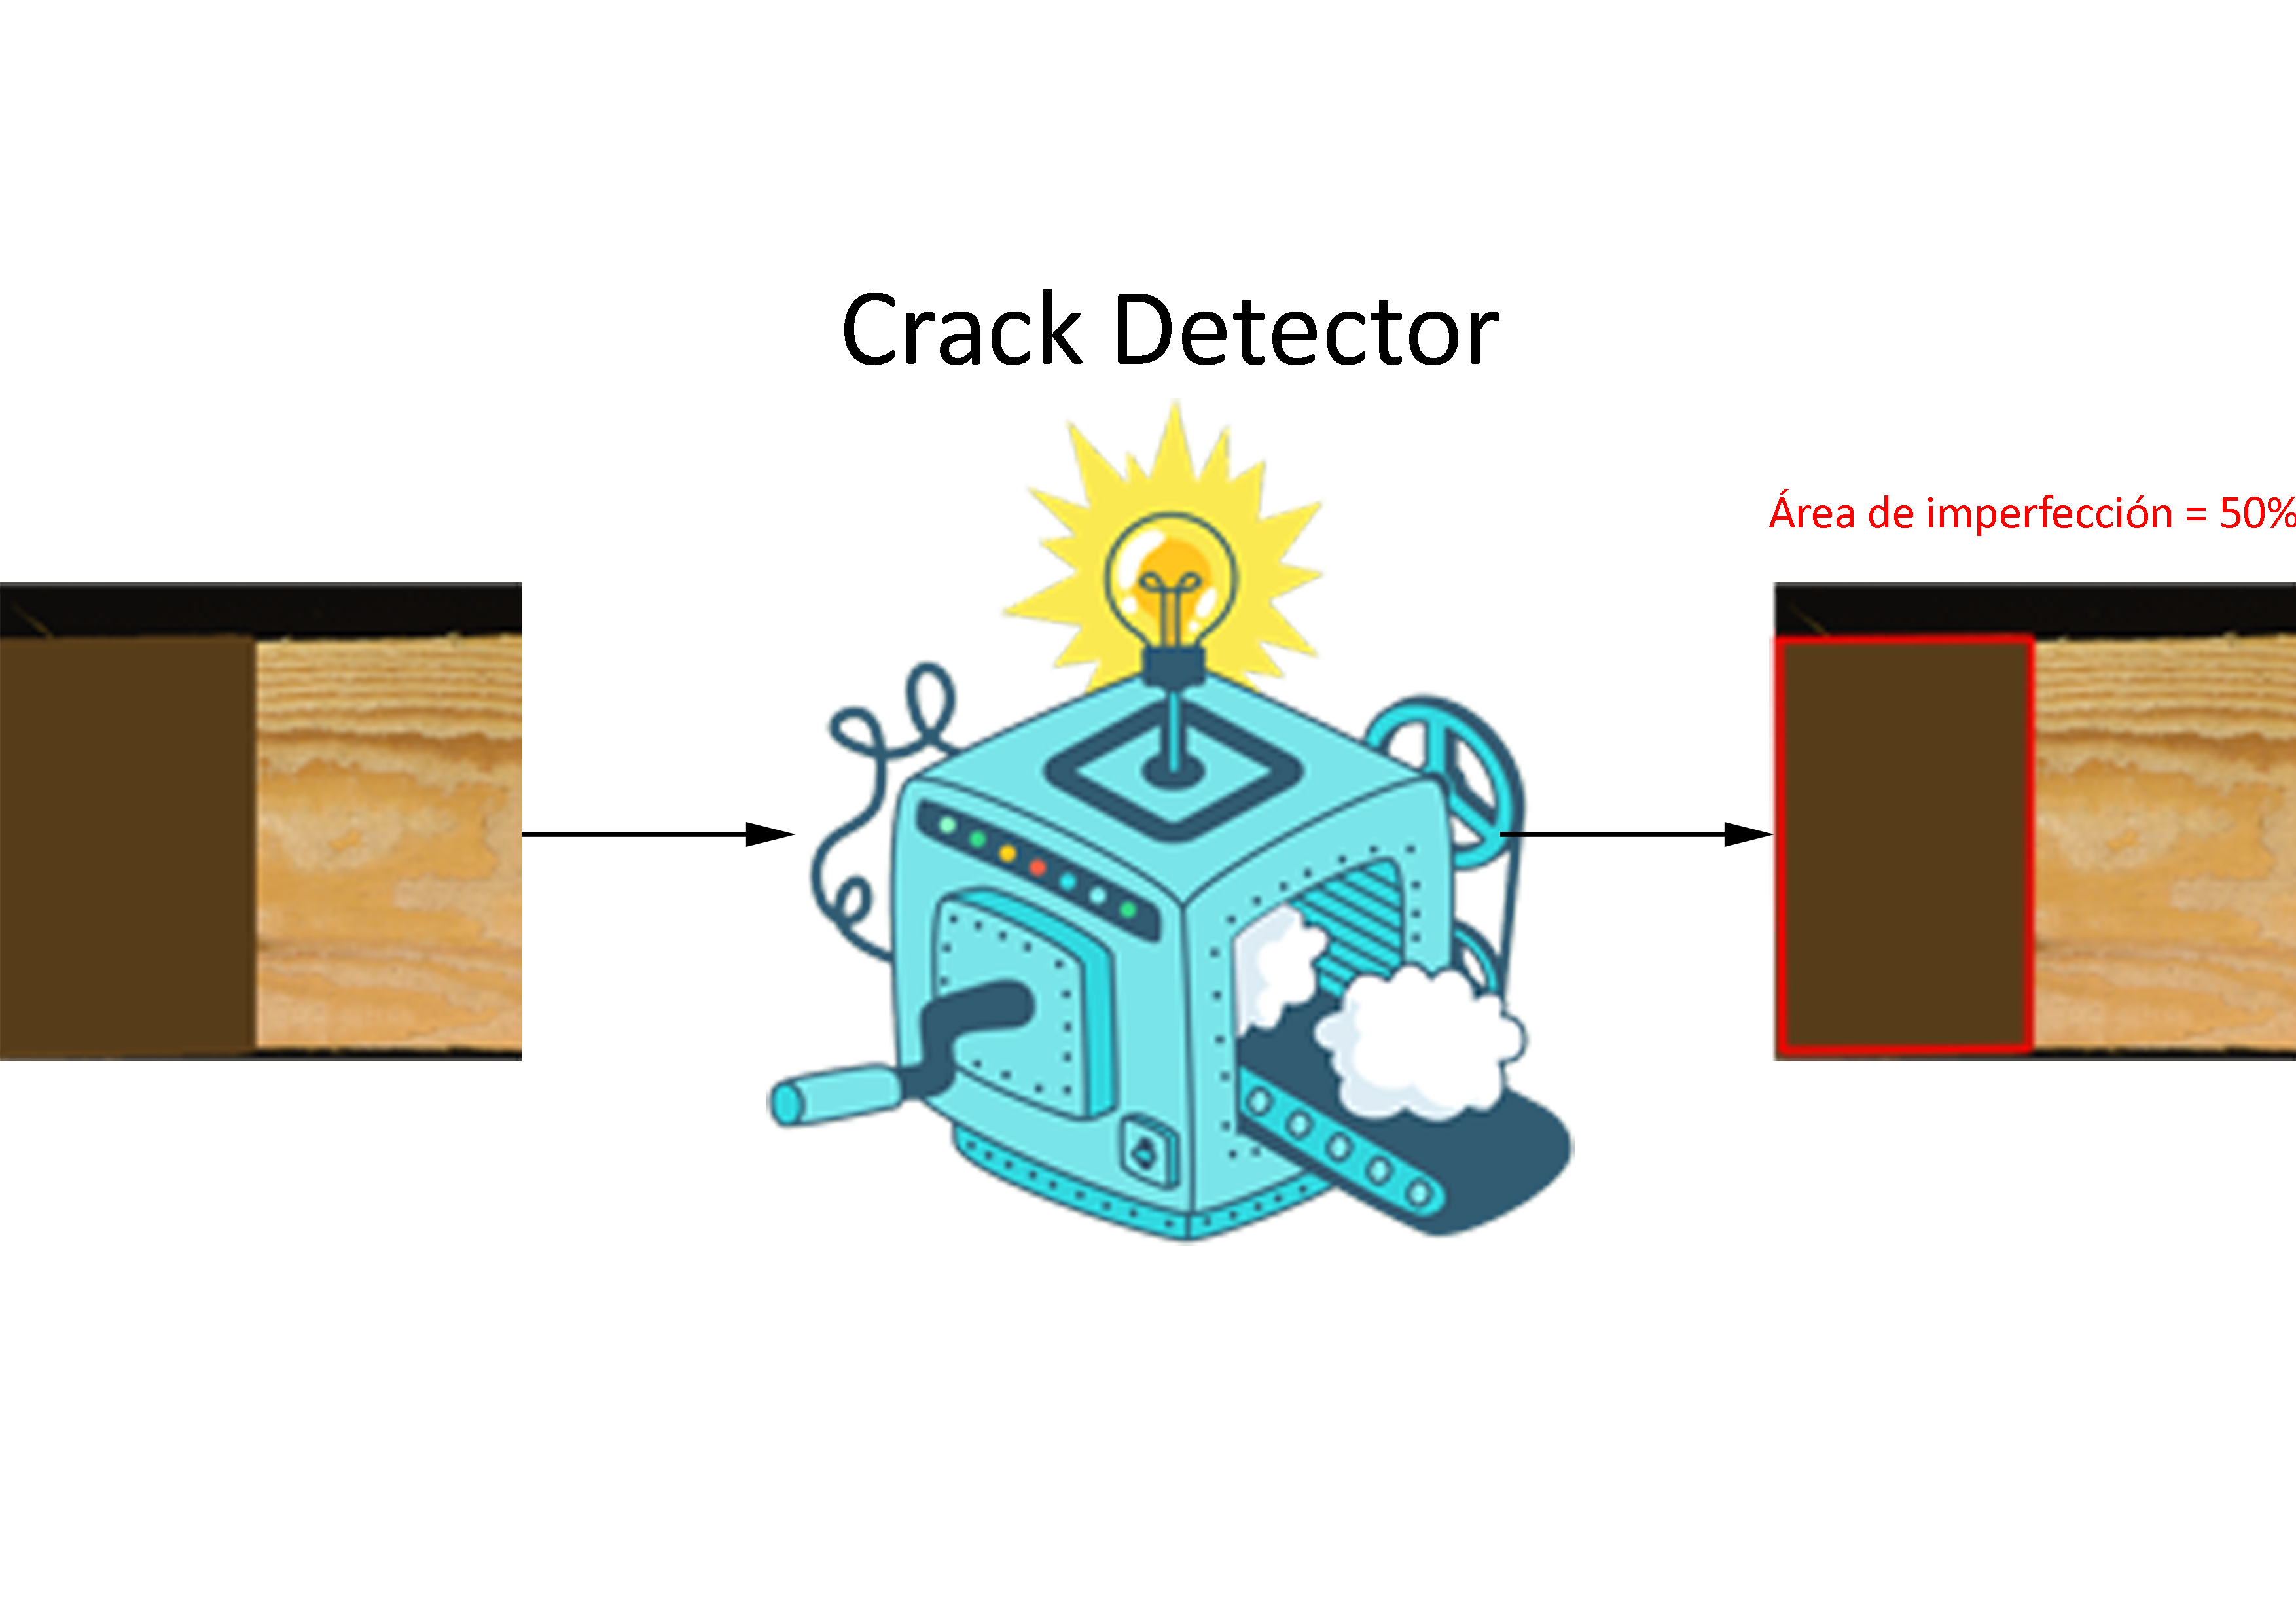 Crack Detector
Área de imperfección = 50%